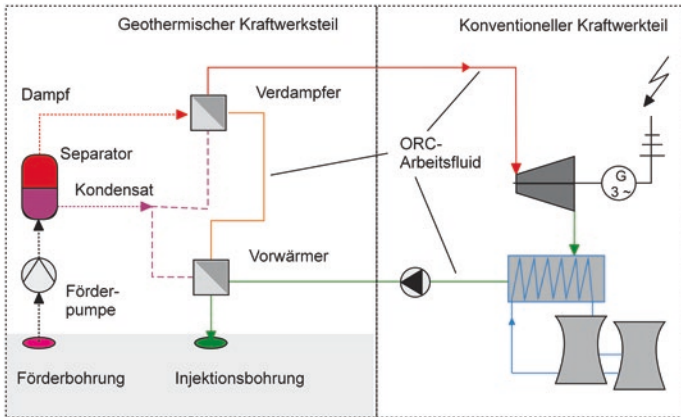 Geothermischer Kraftwerksteil
Konventioneller Kraftwerkteil
Dampf
Verdampfer
Separator
ORC-
Arbeitsfluid
Kondensat
G
3 ~
Vorwärmer
Förder-
pumpe
Förderbohrung
Injektionsbohrung